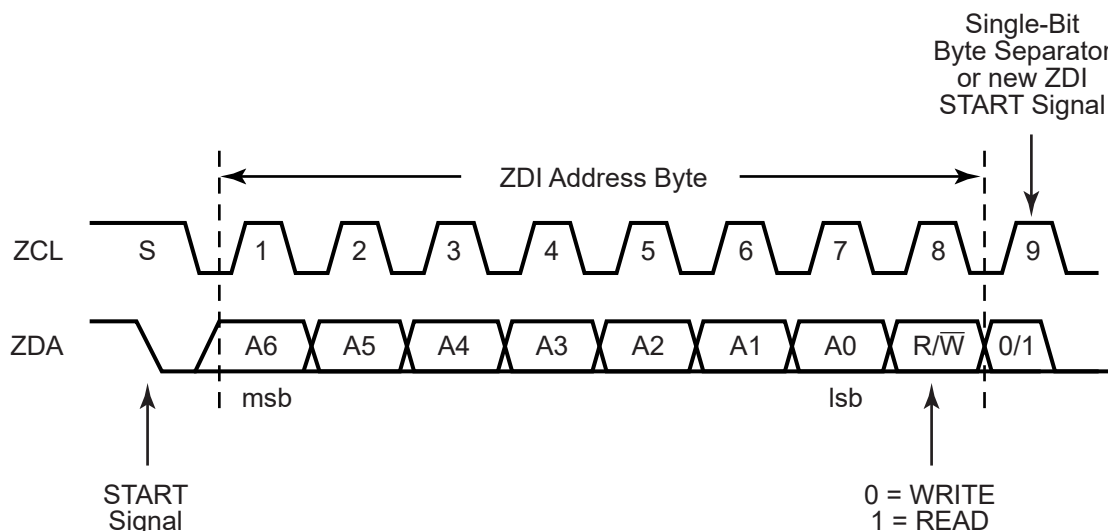 Single-Bit
Byte Separator
or new ZDI
START Signal
ZDI Address Byte
ZCL S 1 2 3 4 5 6 7 8 9
ZDA A6 A5 A4 A3 A2 A1 A0 R/W̅ 0/1
msb lsb
START
Signal
0 = WRITE
1 = READ